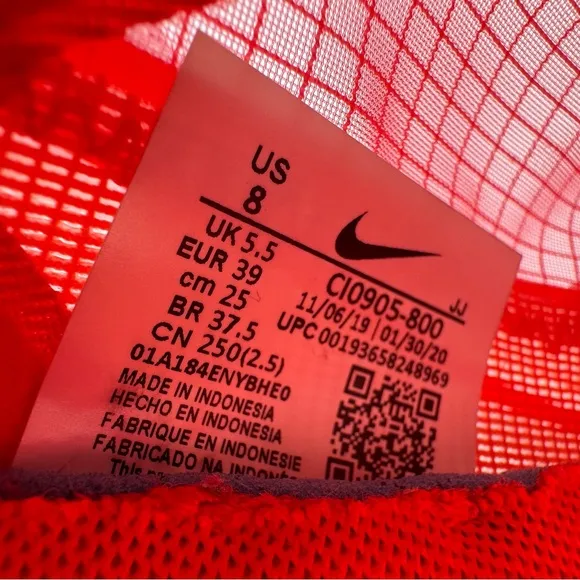 US
8
UK 5.5
EUR 39
cm 25
BR 37.5
CN 250(2.5)
01A184ENYBHE0
MADE IN INDONESIA
HECHO EN INDONESIA
FABRIQUE EN INDONESIE
FABRICADO NA
This
JJ
CI0905-800
11/06/19 | 01/30/20
UPC 00193658248969